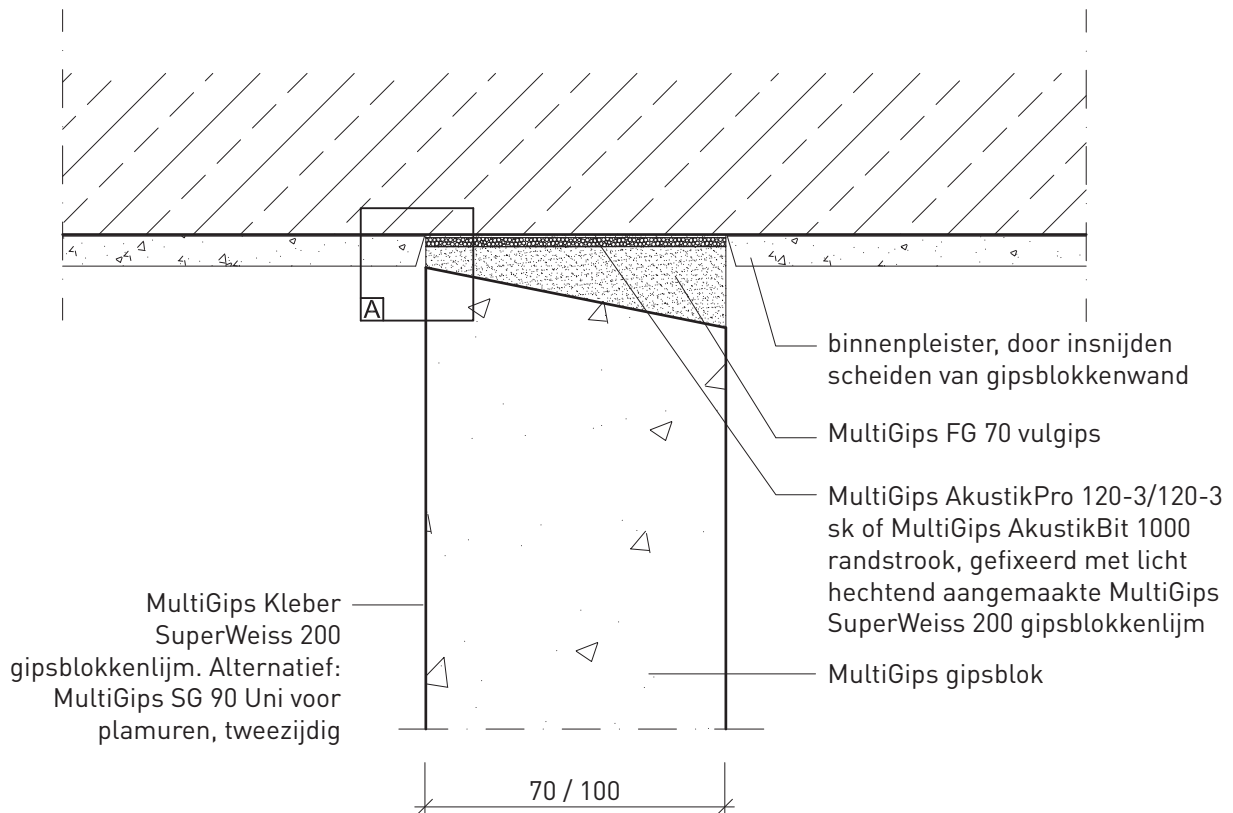 A
binnenpleister, door insnijden
scheiden van gipsblokkenwand
MultiGips FG 70 vulgips
MultiGips AkustikPro 120-3/120-3
sk of MultiGips AkustikBit 1000
randstrook, gefixeerd met licht
hechtend aangemaakte MultiGips
SuperWeiss 200 gipsblokkenlijm
MultiGips Kleber
SuperWeiss 200
gipsblokkenlijm. Alternatief:
MultiGips SG 90 Uni voor
plamuren, tweezijdig
MultiGips gipsblok
70 / 100